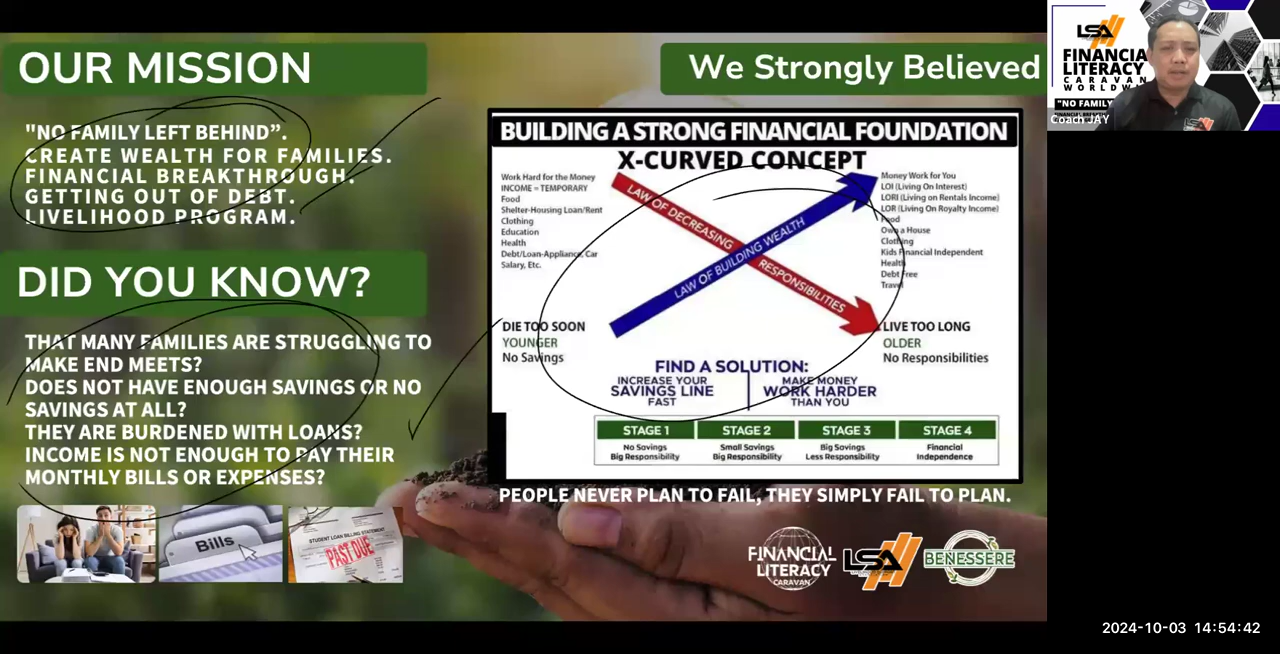 OUR MISSION
"NO FAMILY LEFT BEHIND”.
CREATE WEALTH FOR FAMILIES.
FINANCIAL BREAKTHROUGH.
GETTING OUT OF DEBT.
LIVELIHOOD PROGRAM.
DID YOU KNOW?
THAT MANY FAMILIES ARE STRUGGLING TO
MAKE END MEETS?
DOES NOT HAVE ENOUGH SAVINGS OR NO
SAVINGS AT ALL?
THEY ARE BURDENED WITH LOANS?
INCOME IS NOT ENOUGH TO PAY THEIR
MONTHLY BILLS OR EXPENSES?
Bills
STUDENT LOAN BILLING STATEMENT
PAST DUE
We Strongly Believed
BUILDING A STRONG FINANCIAL FOUNDATION
X-CURVED CONCEPT
Work Hard for the Money
INCOME = TEMPORARY
Food
Shelter-Housing Loan/Rent
Clothing
Education
Health
Debt/Loan-Appliance, Car
Salary, Etc.
LAW OF DECREASING RESPONSIBILITIES
LAW OF BUILDING WEALTH
Money Work for You
LOI (Living On Interest)
LORI (Living on Rentals Income)
LOR (Living On Royalty Income)
Food
Own a House
Clothing
Kids Financial Independent
Health
Debt Free
Travel
DIE TOO SOON
YOUNGER
No Savings
LIVE TOO LONG
OLDER
No Responsibilities
FIND A SOLUTION:
INCREASE YOUR
SAVINGS LINE
FAST
MAKE MONEY
WORK HARDER
THAN YOU
STAGE 1
No Savings
Big Responsibility
STAGE 2
Small Savings
Big Responsibility
STAGE 3
Big Savings
Less Responsibility
STAGE 4
Financial
Independence
PEOPLE NEVER PLAN TO FAIL, THEY SIMPLY FAIL TO PLAN.
FINANCIAL
LITERACY
CARAVAN
LSA
BENESSERE
LSA
FINANCIA
LITERACY
CARAVAN
WORLDW
"NO FAMILY
Coach JAY
2024-10-03 14:54:42